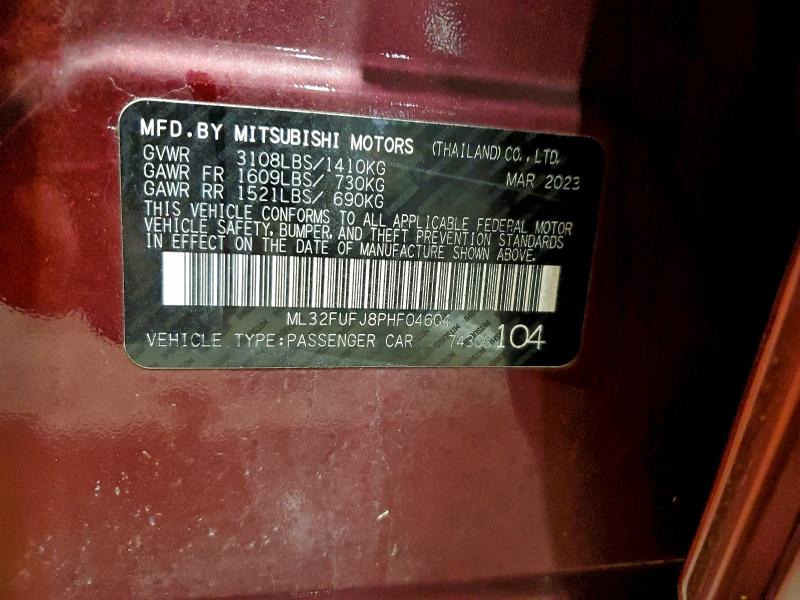 MFD.BY MITSUBISHI MOTORS (THAILAND) CO., LTD.
GVWR 3108LBS/1410KG MAR 2023
GAWR FR 1609LBS/ 730KG
GAWR RR 1521LBS/ 690KG
THIS VEHICLE CONFORMS TO ALL APPLICABLE FEDERAL MOTOR
VEHICLE SAFETY, BUMPER, AND THEFT PREVENTION STANDARDS
IN EFFECT ON THE DATE OF MANUFACTURE SHOWN ABOVE.
ML32FUFJ8PHF04604
VEHICLE TYPE:PASSENGER CAR 104